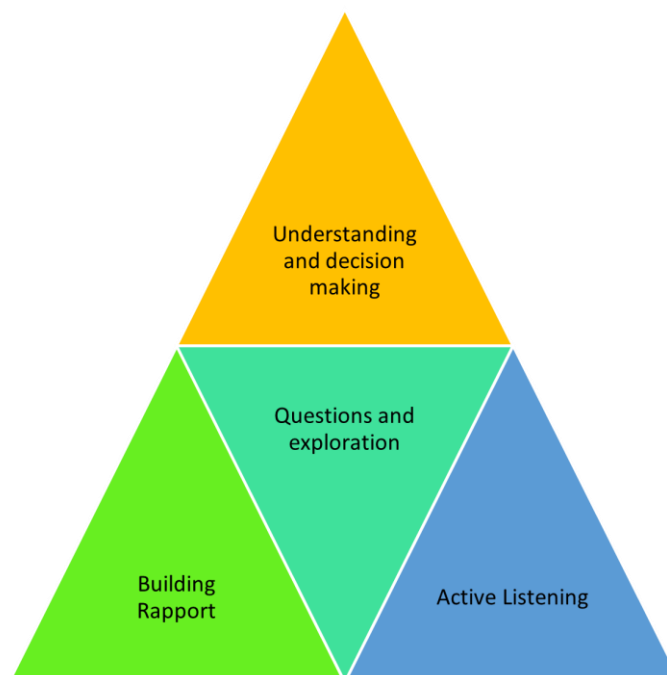 Understanding
and decision
making
Questions and
exploration
Building
Rapport
Active Listening